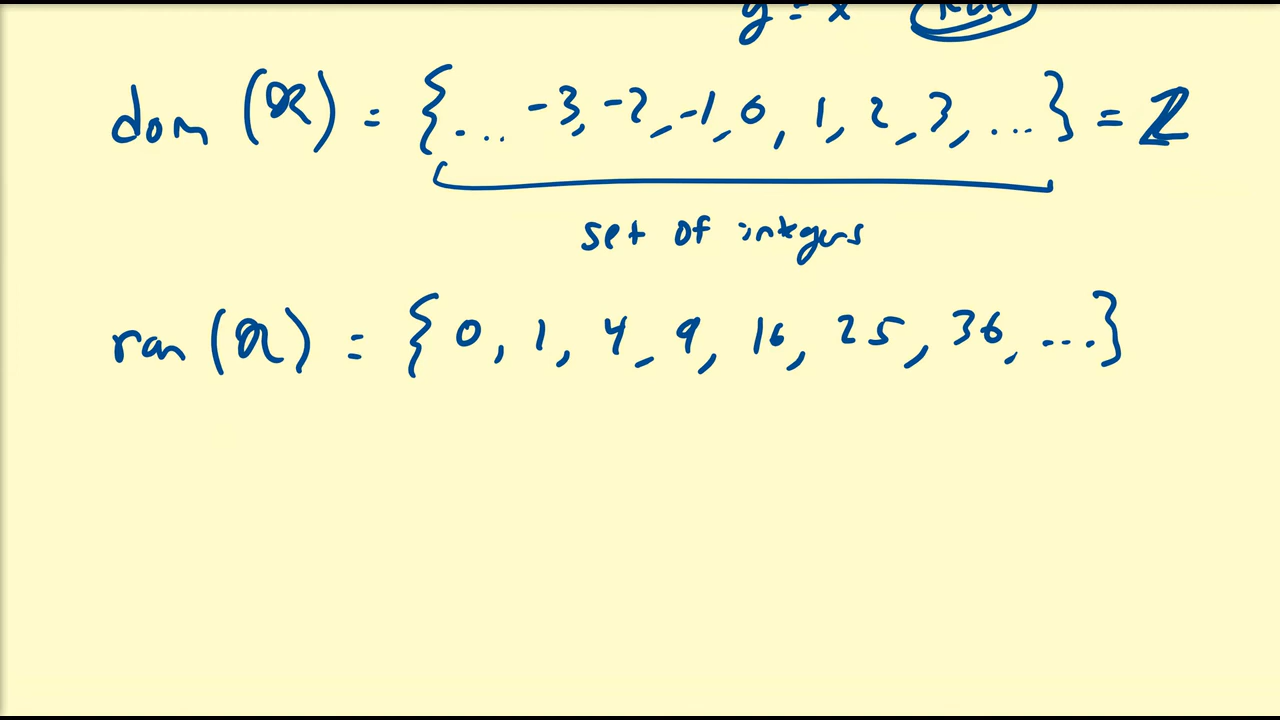 y = x
dom (R) = {... -3, -2, -1, 0, 1, 2, 3, ...} = ℤ
set of integers
ran (R) = {0, 1, 4, 9, 16, 25, 36, ...}